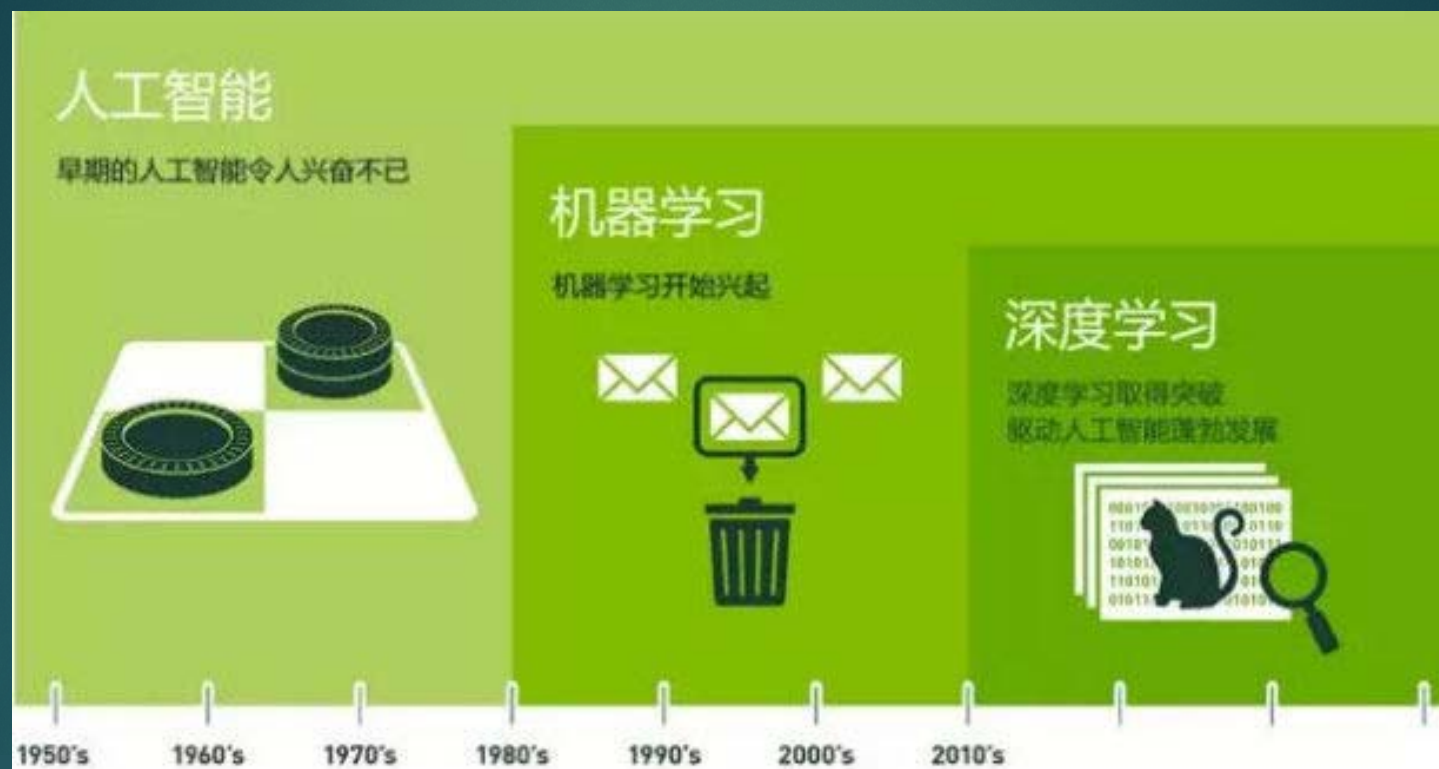 人工智能
早期的人工智能令人兴奋不已
机器学习
机器学习开始兴起
深度学习
深度学习取得突破
驱动人工智能蓬勃发展
1950's 1960's 1970's 1980's 1990's 2000's 2010's